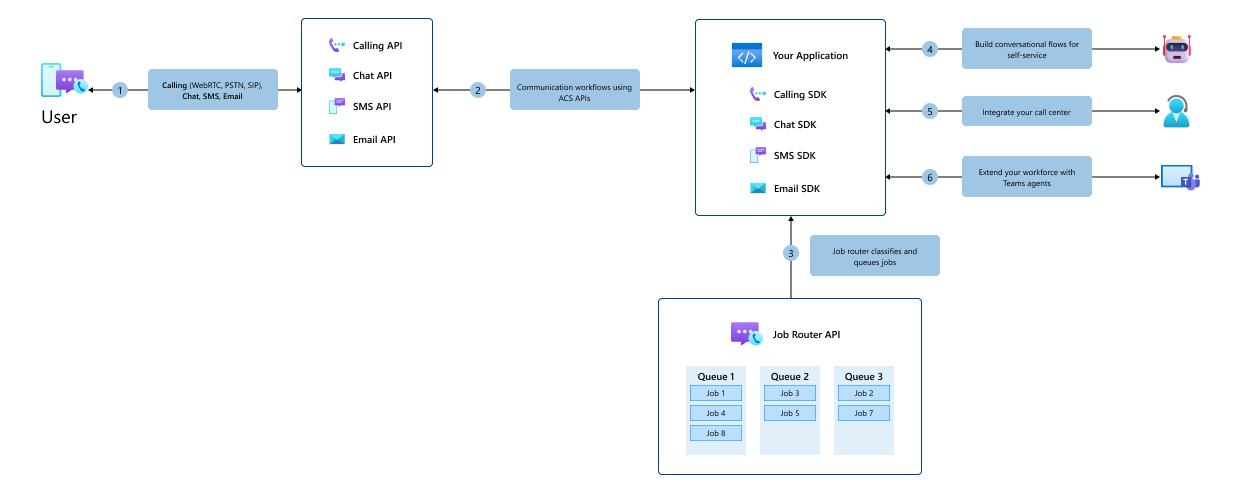 User
1
Calling (WebRTC, PSTN, SIP),
Chat, SMS, Email
Calling API
Chat API
SMS API
Email API
2
Communication workflows using
ACS APIs
Your Application
Calling SDK
Chat SDK
SMS SDK
Email SDK
4
Build conversational flows for
self-service
5
Integrate your call center
6
Extend your workforce with
Teams agents
T
3
Job router classifies and
queues jobs
Job Router API
Queue 1
Job 1
Job 4
Job 8
Queue 2
Job 3
Job 5
Queue 3
Job 2
Job 7